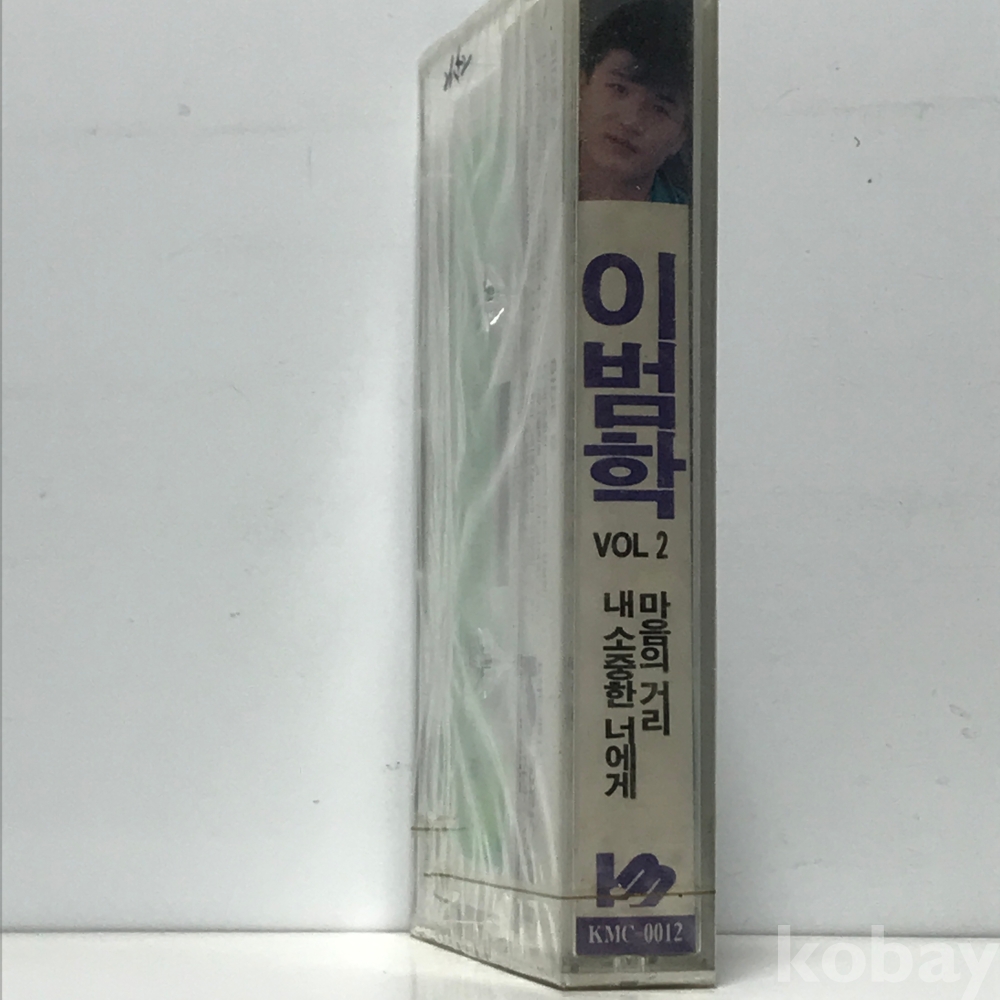 이범학
VOL 2
마음의 거리
내 소중한 너에게
KMC-0012
kobay